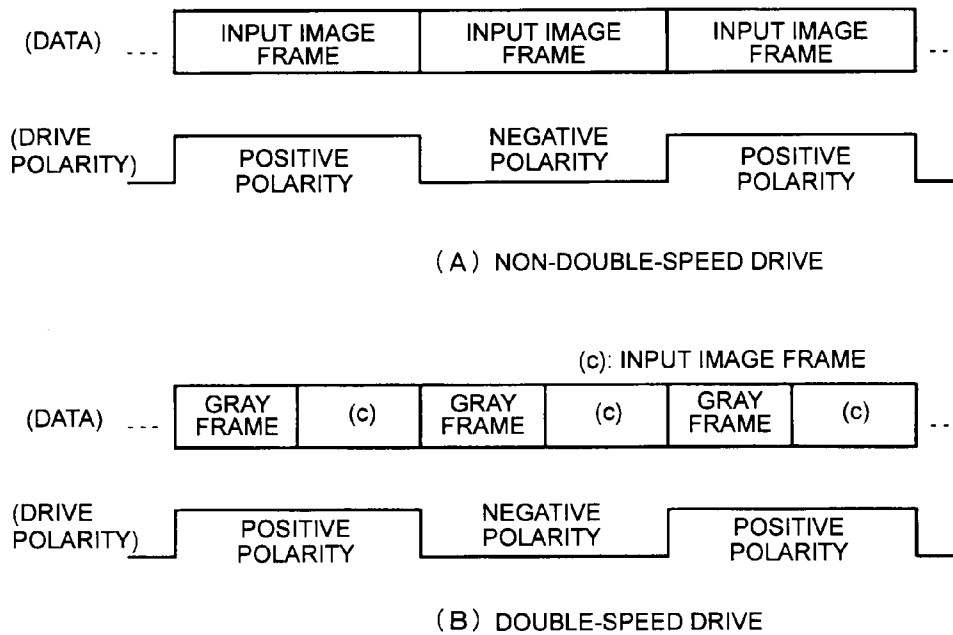 (DATA) --- INPUT IMAGE FRAME INPUT IMAGE FRAME INPUT IMAGE FRAME ---
(DRIVE POLARITY) POSITIVE POLARITY NEGATIVE POLARITY POSITIVE POLARITY
(A) NON-DOUBLE-SPEED DRIVE
(c): INPUT IMAGE FRAME
(DATA) --- GRAY FRAME (c) GRAY FRAME (c) GRAY FRAME (c) ---
(DRIVE POLARITY) POSITIVE POLARITY NEGATIVE POLARITY POSITIVE POLARITY
(B) DOUBLE-SPEED DRIVE